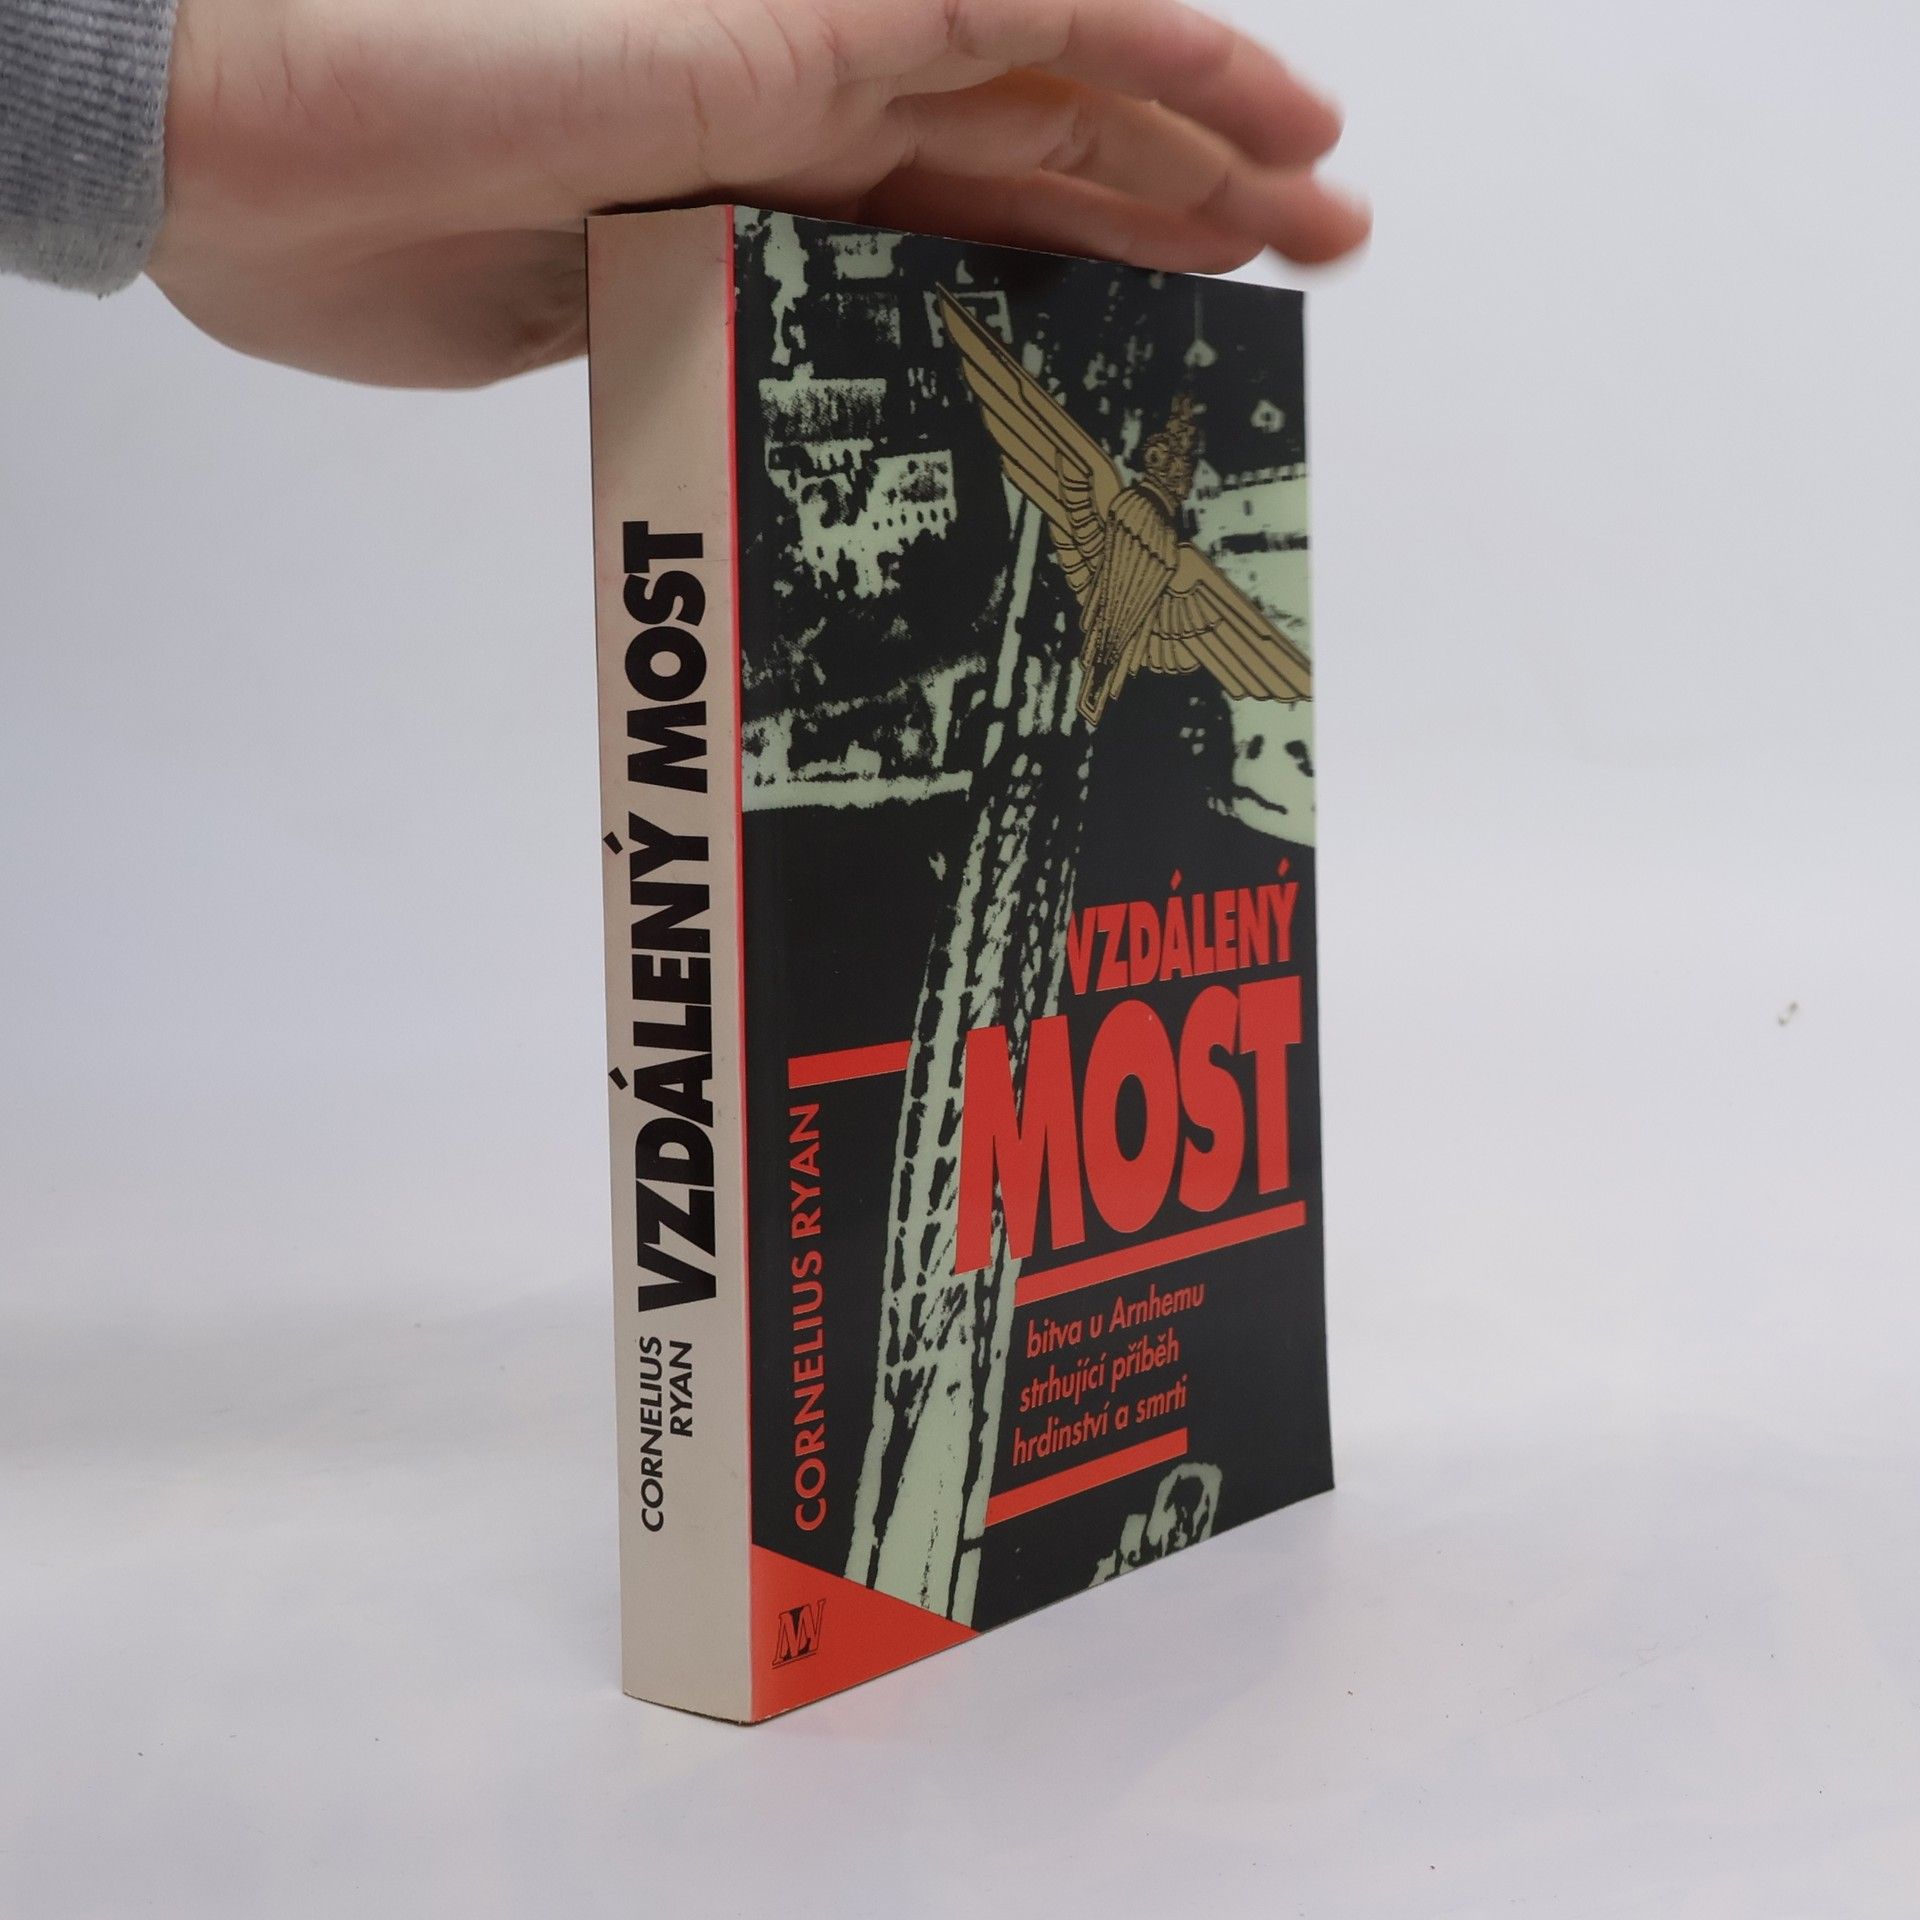 CORNELIUS
RYAN
VZDÁLENÝ MOST
CORNELIUS RYAN
VZDÁLENÝ
MOST
bitva u Arnhemu
strhující příběh
hrdinství a smrti